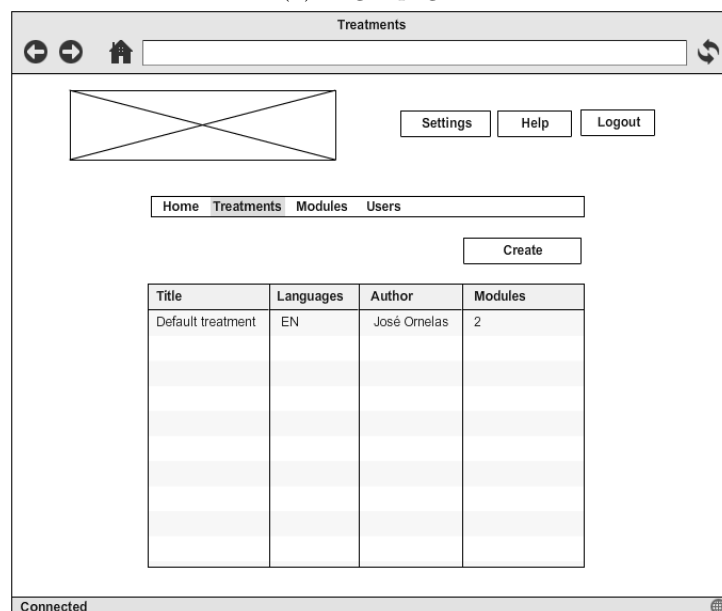 Treatments
Settings Help Logout
Home Treatments Modules Users
Create
Title Languages Author Modules
Default treatment EN José Ornelas 2
Connected